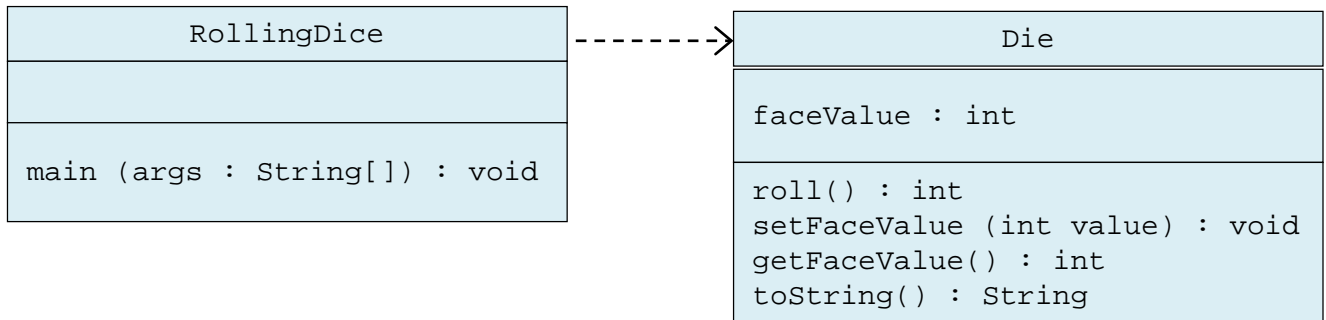 RollingDice
main (args : String[]) : void
Die
faceValue : int
roll() : int
setFaceValue (int value) : void
getFaceValue() : int
toString() : String